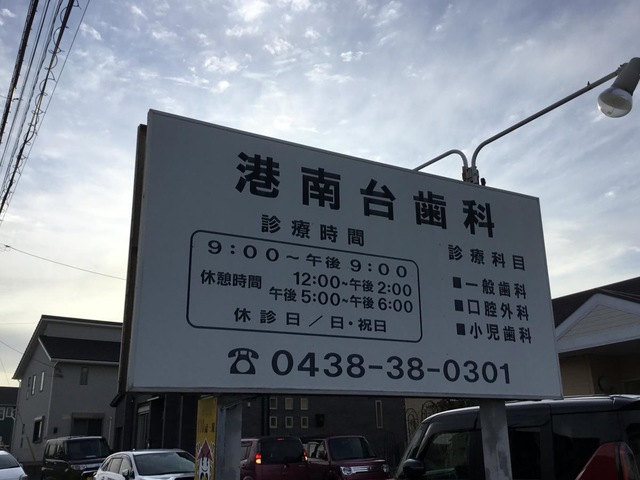 港南台歯科
診療時間
9:00～午後9:00
休憩時間 12:00~午後2:00
午後5:00~午後6:00
休診日／日・祝日
診療科目
■一般歯科
■口腔外科
■小児歯科
☎0438-38-0301